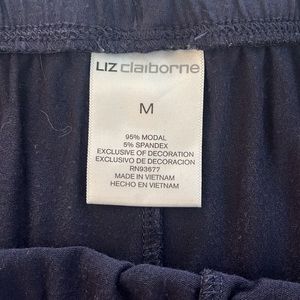 LIZ claiborne
M
95% MODAL
5% SPANDEX
EXCLUSIVE OF DECORATION
EXCLUSIVO DE DECORACION
RN93677
MADE IN VIETNAM
HECHO EN VIETNAM